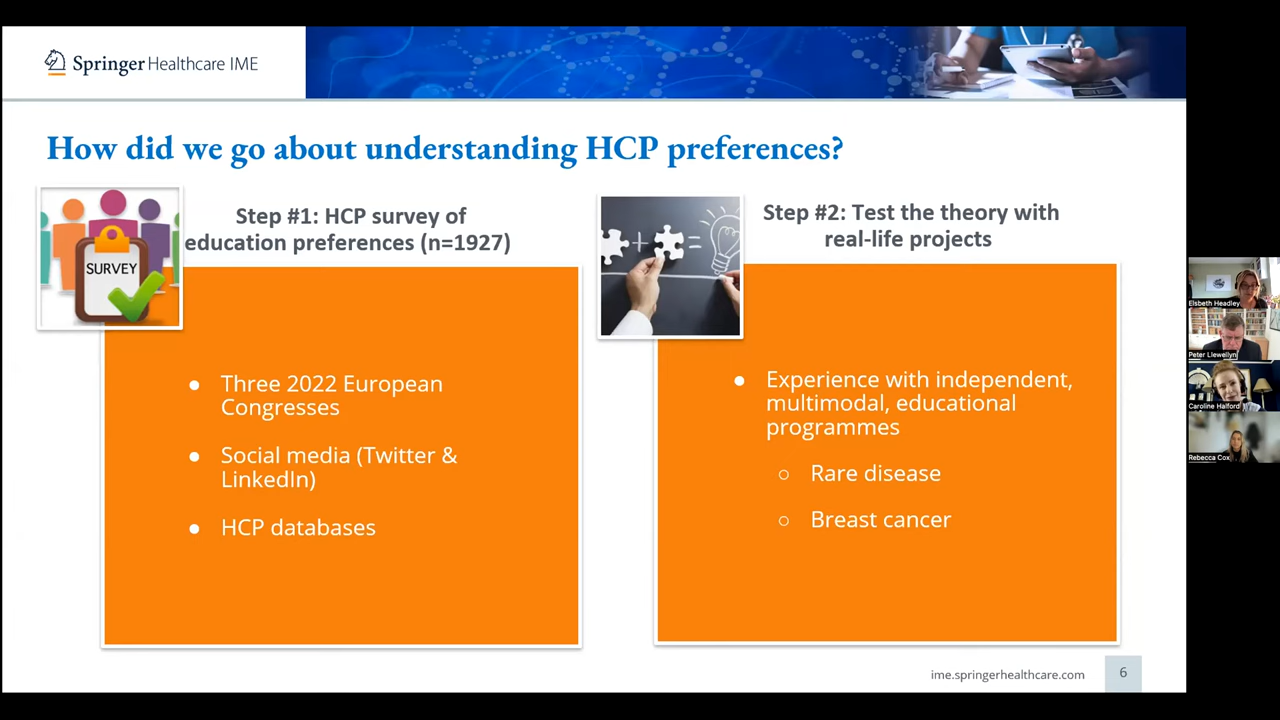 Springer Healthcare IME
How did we go about understanding HCP preferences?
Step #1: HCP survey of
education preferences (n=1927)
SURVEY
● Three 2022 European
Congresses
● Social media (Twitter &
LinkedIn)
● HCP databases
Step #2: Test the theory with
real-life projects
+ =
● Experience with independent,
multimodal, educational
programmes
○ Rare disease
○ Breast cancer
ime.springerhealthcare.com
6
Elsbeth Headley
Peter Llewellyn
Caroline Halford
Rebecca Cox